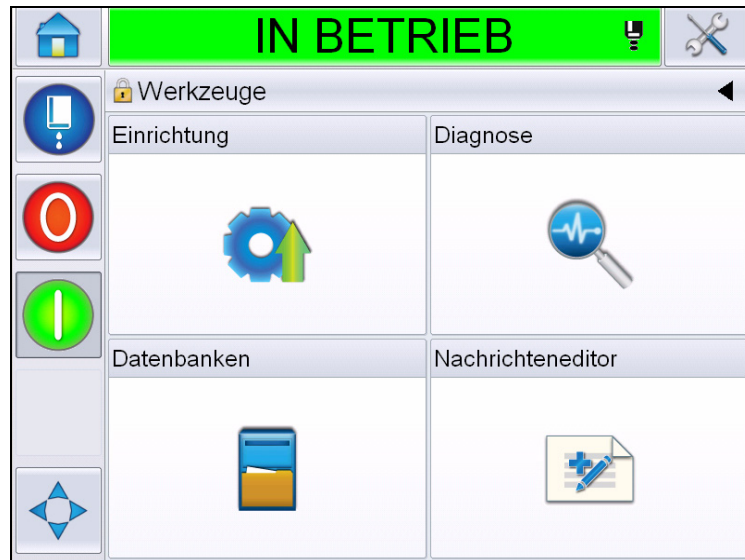 IN BETRIEB
Werkzeuge
Einrichtung
Diagnose
Datenbanken
Nachrichteneditor